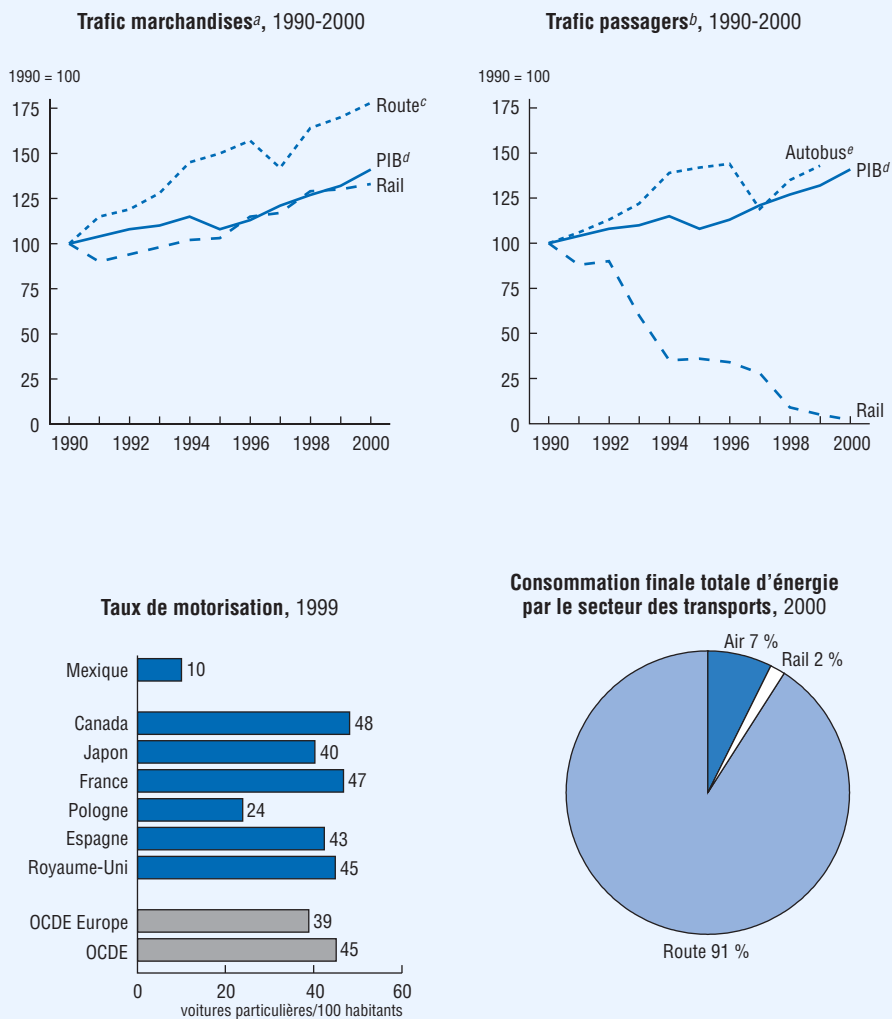 Trafic marchandisesᵃ, 1990-2000
1990 = 100
175
150
125
100
75
50
25
0
1990 1992 1994 1996 1998 2000
Routeᶜ
PIBᵈ
Rail
Trafic passagersᵇ, 1990-2000
1990 = 100
175
150
125
100
75
50
25
0
1990 1992 1994 1996 1998 2000
Autobusᵉ
PIBᵈ
Rail
Taux de motorisation, 1999
Mexique 10
Canada 48
Japon 40
France 47
Pologne 24
Espagne 43
Royaume-Uni 45
OCDE Europe 39
OCDE 45
0 20 40 60
voitures particulières/100 habitants
Consommation finale totale d’énergie
par le secteur des transports, 2000
Air 7 %
Rail 2 %
Route 91 %